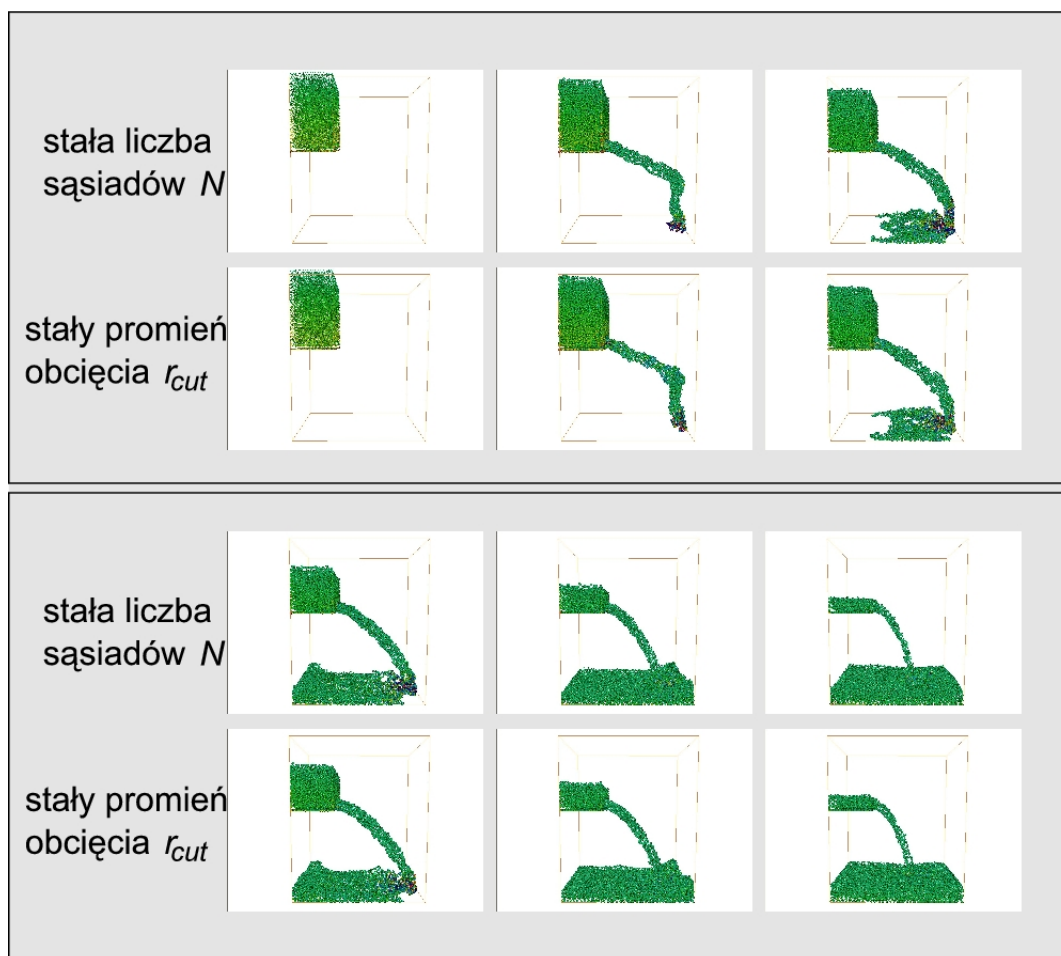 stała liczba
sąsiadów N
stały promień
obcięcia rcut
stała liczba
sąsiadów N
stały promień
obcięcia rcut